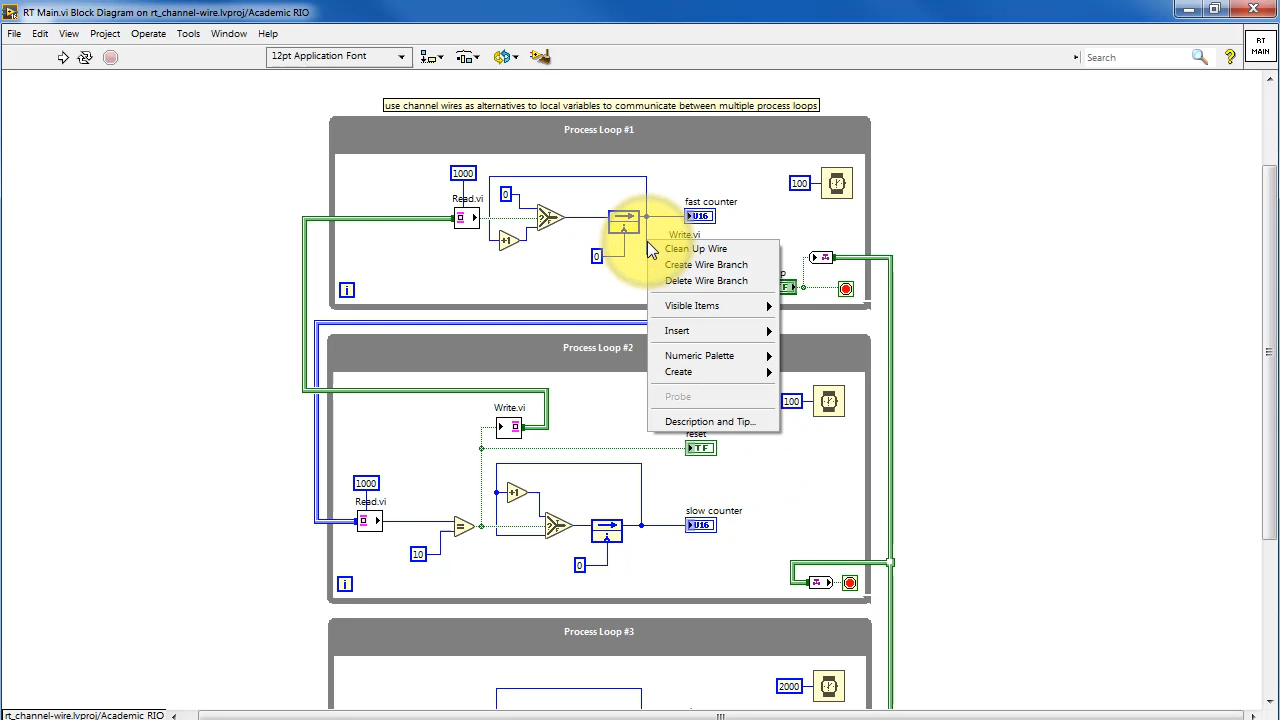 RT Main.vi Block Diagram on rt_channel-wire.lvproj/Academic RIO
File Edit View Project Operate Tools Window Help
12pt Application Font
Search
?
RT
MAIN
use channel wires as alternatives to local variables to communicate between multiple process loops
Process Loop #1
1000
100
Read.vi
0
fast counter
U16
?
F
+1
Write.vi
0
Clean Up Wire
Create Wire Branch
Delete Wire Branch
Visible Items
Insert
Numeric Palette
Create
Probe
Description and Tip...
p
F
i
Process Loop #2
100
Write.vi
reset
TF
1000
Read.vi
+1
slow counter
U16
=
?
F
10
0
i
Process Loop #3
2000
rt_channel-wire.lvproj/Academic RIO